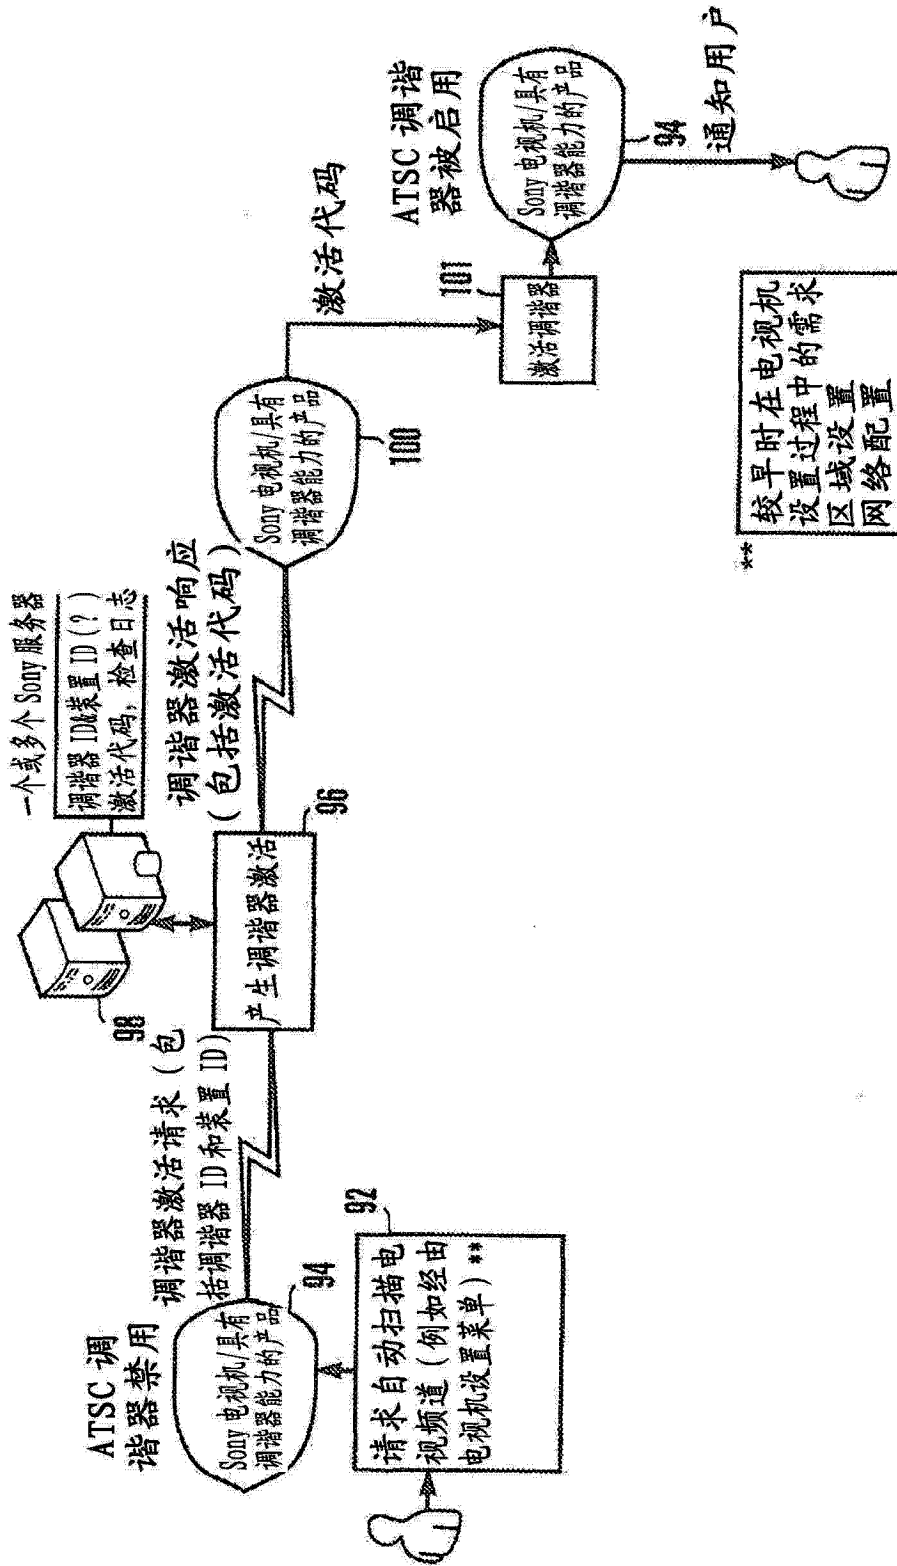 ATSC 调
谐器禁用
Sony 电视机/具有
调谐器能力的产品
94
请求自动扫描电
视频道（例如经由
电视机设置菜单）**
92
调谐器激活请求（包
括调谐器 ID 和装置 ID）
98
一个或多个 Sony 服务器
调谐器 ID&装置 ID (?)
激活代码，检查日志
产生调谐器激活
96
调谐器激活响应
（包括激活代码）
Sony 电视机/具有
调谐器能力的产品
100
激活代码
激活调谐器
101
ATSC 调谐
器被启用
Sony 电视机/具有
调谐器能力的产品
94
通知用户
**
较早时在电视机
设置过程中的需求
区域设置
网络配置